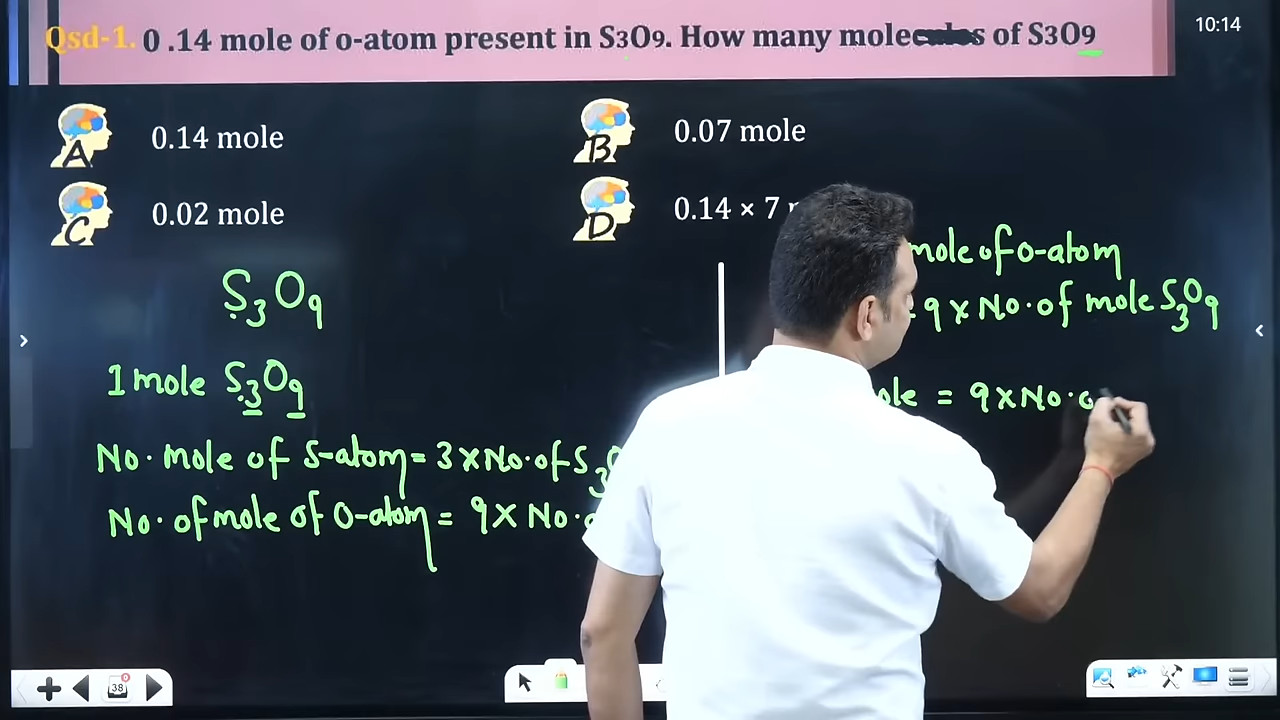 Qsd-1. 0 .14 mole of o-atom present in S3O9. How many moles of S3O9
10:14
A 0.14 mole
B 0.07 mole
C 0.02 mole
D 0.14 × 7
S3O9
mole of o-atom
9 x No. of mole S3O9
1 mole S3O9
= 9 x No.
No. mole of S-atom = 3 x No. of S3
No. of mole of O-atom = 9 x No.
38